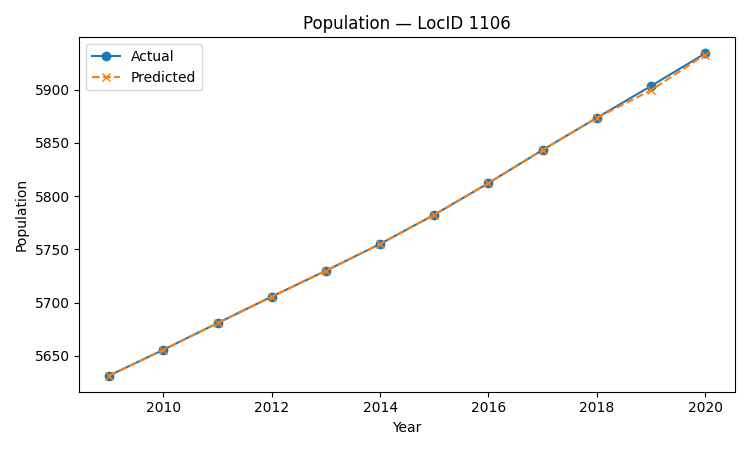 Population — LocID 1106
Actual
Predicted
5900
5850
5800
5750
5700
5650
Population
2010 2012 2014 2016 2018 2020
Year